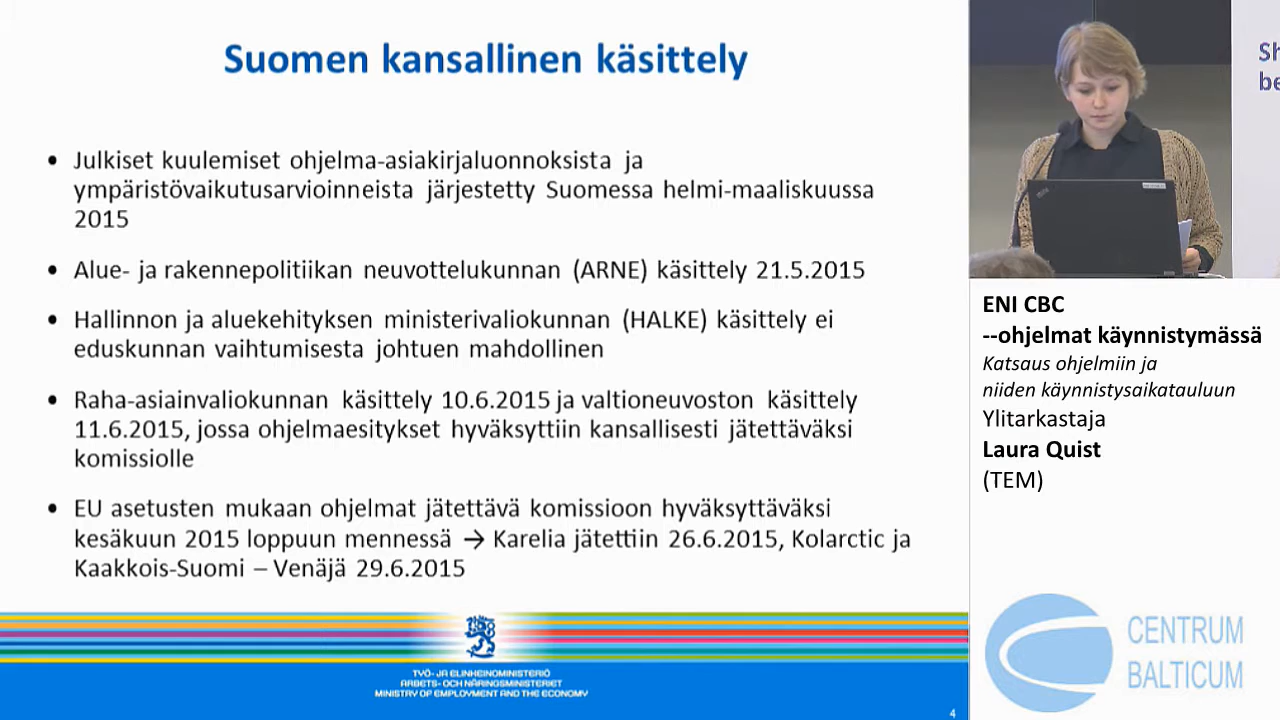 Suomen kansallinen käsittely
• Julkiset kuulemiset ohjelma-asiakirjaluonnoksista ja
ympäristövaikutusarvioinneista järjestetty Suomessa helmi-maaliskuussa
2015
• Alue- ja rakennepolitiikan neuvottelukunnan (ARNE) käsittely 21.5.2015
• Hallinnon ja aluekehityksen ministerivaliokunnan (HALKE) käsittely ei
eduskunnan vaihtumisesta johtuen mahdollinen
• Raha-asiainvaliokunnan käsittely 10.6.2015 ja valtioneuvoston käsittely
11.6.2015, jossa ohjelmaesitykset hyväksyttiin kansallisesti jätettäväksi
komissiolle
• EU asetusten mukaan ohjelmat jätettävä komissioon hyväksyttäväksi
kesäkuun 2015 loppuun mennessä → Karelia jätettiin 26.6.2015, Kolarctic ja
Kaakkois-Suomi – Venäjä 29.6.2015
TYÖ- JA ELINKEINOMINISTERIÖ
ARBETS- OCH NÄRINGSMINISTERIET
MINISTRY OF EMPLOYMENT AND THE ECONOMY
4
Sh
be
ENI CBC
--ohjelmat käynnistymässä
Katsaus ohjelmiin ja
niiden käynnistysaikatauluun
Ylitarkastaja
Laura Quist
(TEM)
CENTRUM
BALTICUM